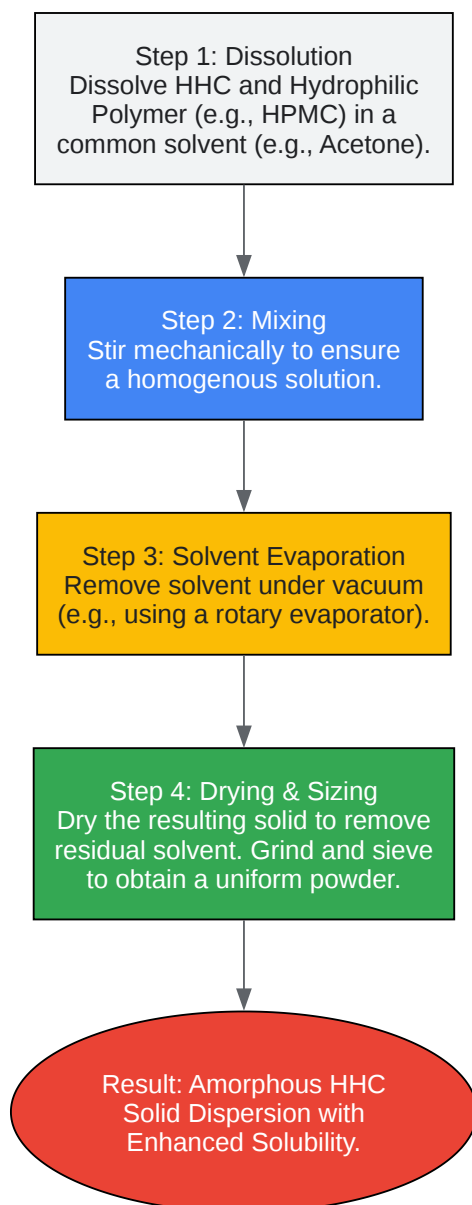 Step 1: Dissolution
Dissolve HHC and Hydrophilic
Polymer (e.g., HPMC) in a
common solvent (e.g., Acetone).
Step 2: Mixing
Stir mechanically to ensure
a homogenous solution.
Step 3: Solvent Evaporation
Remove solvent under vacuum
(e.g., using a rotary evaporator).
Step 4: Drying & Sizing
Dry the resulting solid to remove
residual solvent. Grind and sieve
to obtain a uniform powder.
Result: Amorphous HHC
Solid Dispersion with
Enhanced Solubility.